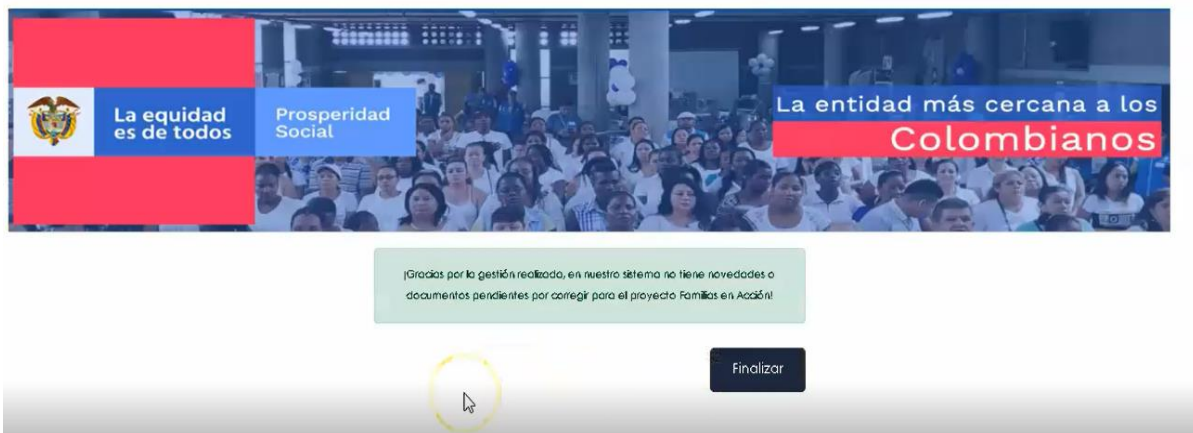 La equidad
es de todos
Prosperidad
Social
La entidad más cercana a los
Colombianos
¡Gracias por la gestión realizada, en nuestro sistema no tiene novedades o
documentos pendientes por corregir para el proyecto Familias en Acción!
Finalizar